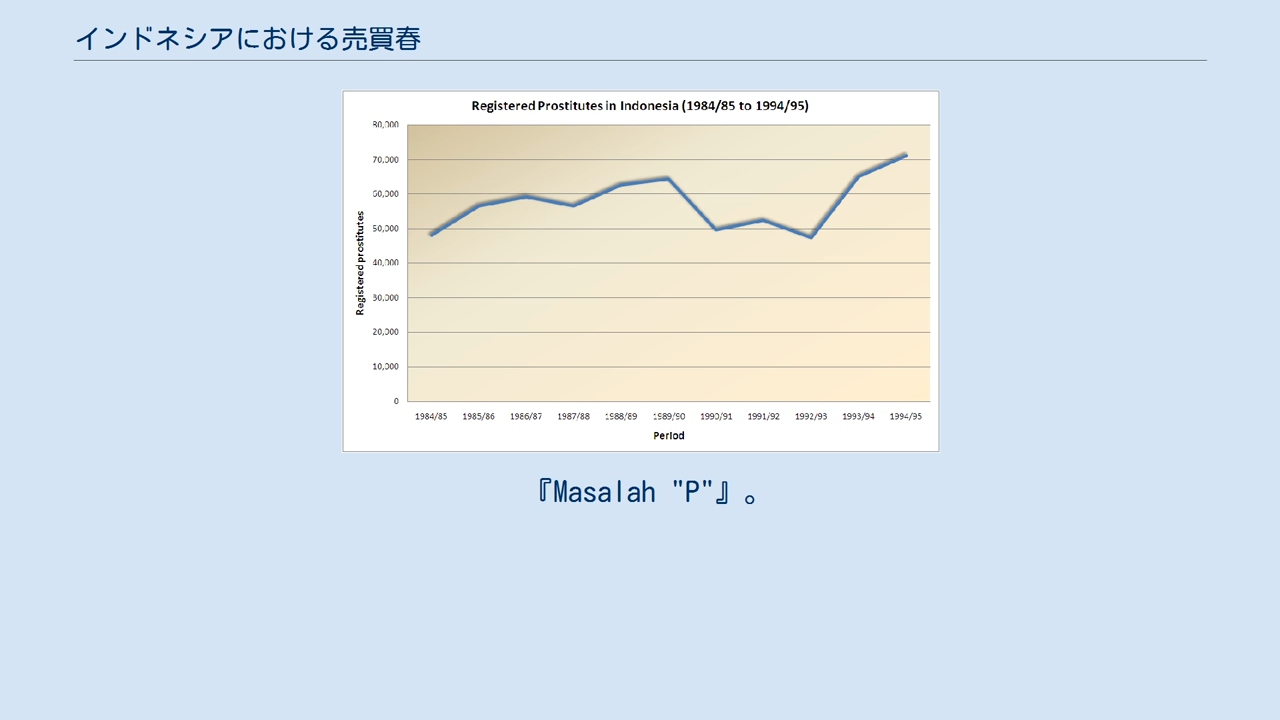 インドネシアにおける売買春
Registered Prostitutes in Indonesia (1984/85 to 1994/95)
80,000
70,000
60,000
50,000
40,000
30,000
20,000
10,000
0
Registered prostitutes
1984/85 1985/86 1986/87 1987/88 1988/89 1989/90 1990/91 1991/92 1992/93 1993/94 1994/95
Period
『Masalah "P"』。